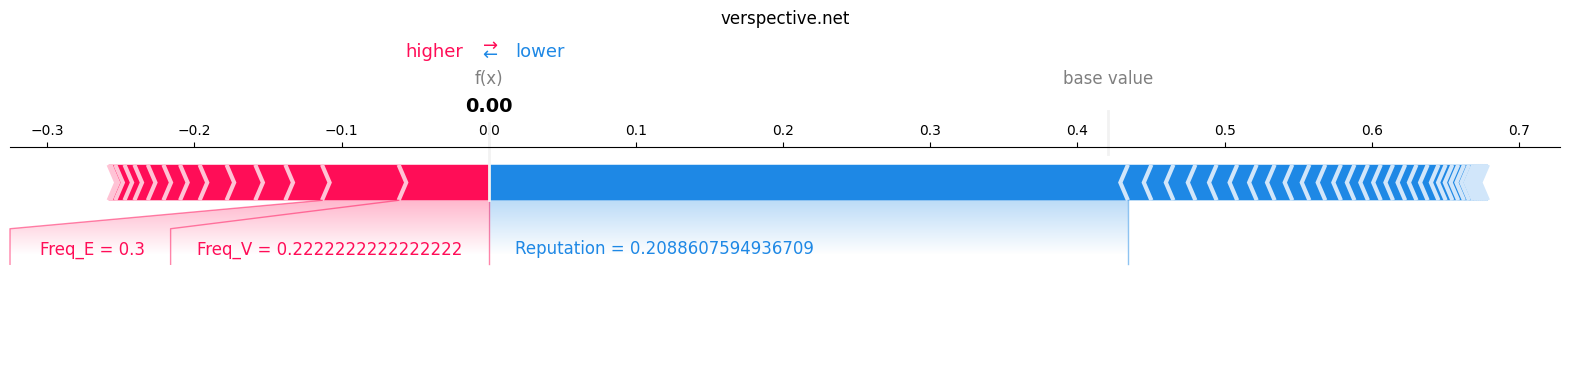 verspective.net
higher ⇄ lower
f(x) base value
0.00
−0.3 −0.2 −0.1 0.0 0.1 0.2 0.3 0.4 0.5 0.6 0.7
Freq_E = 0.3 Freq_V = 0.2222222222222222 Reputation = 0.2088607594936709